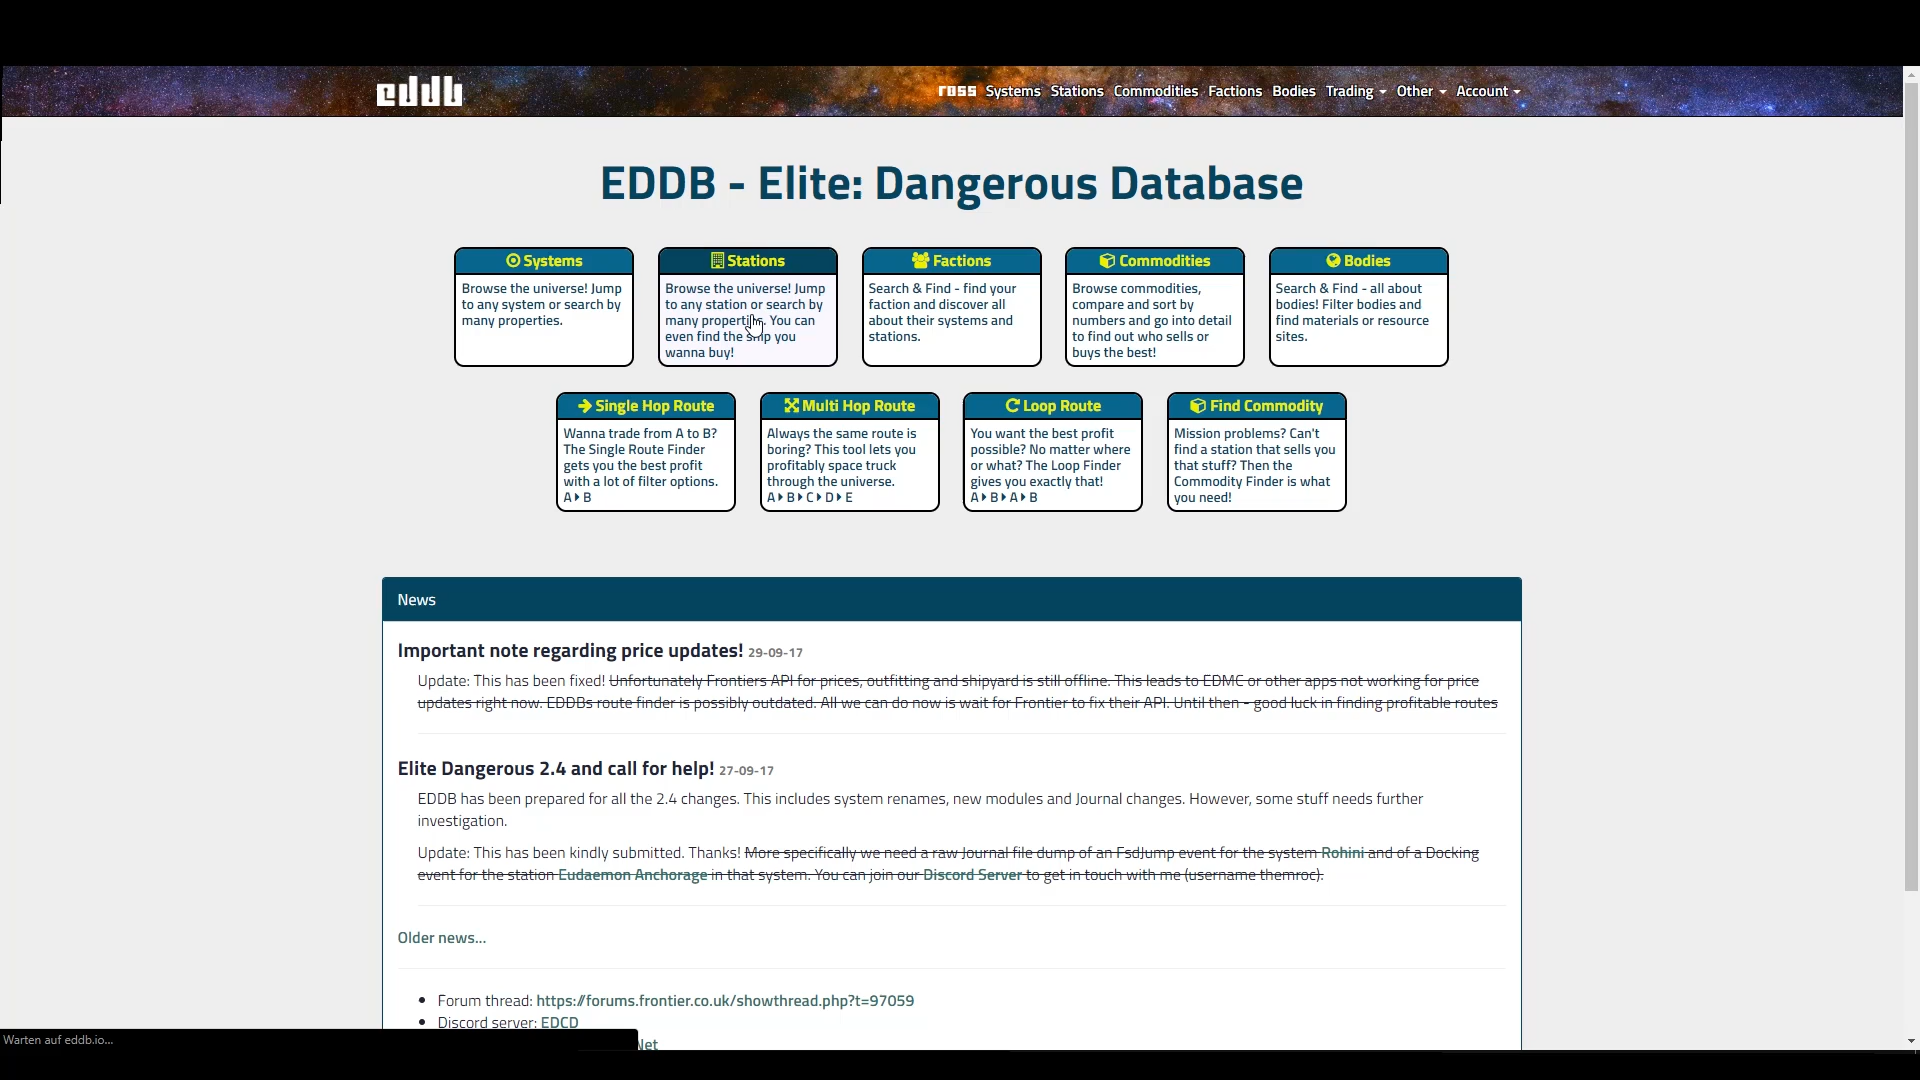 eddb
ross Systems Stations Commodities Factions Bodies Trading Other Account
EDDB - Elite: Dangerous Database
Systems
Browse the universe! Jump
to any system or search by
many properties.
Stations
Browse the universe! Jump
to any station or search by
many properties. You can
even find the ship you
wanna buy!
Factions
Search & Find - find your
faction and discover all
about their systems and
stations.
Commodities
Browse commodities,
compare and sort by
numbers and go into detail
to find out who sells or
buys the best!
Bodies
Search & Find - all about
bodies! Filter bodies and
find materials or resource
sites.
Single Hop Route
Wanna trade from A to B?
The Single Route Finder
gets you the best profit
with a lot of filter options.
A B
Multi Hop Route
Always the same route is
boring? This tool lets you
profitably space truck
through the universe.
A B C D E
Loop Route
You want the best profit
possible? No matter where
or what? The Loop Finder
gives you exactly that!
A B A B
Find Commodity
Mission problems? Can't
find a station that sells you
that stuff? Then the
Commodity Finder is what
you need!
News
Important note regarding price updates! 29-09-17
Update: This has been fixed! Unfortunately Frontiers API for prices, outfitting and shipyard is still offline. This leads to EDMC or other apps not working for price
updates right now. EDDBs route finder is possibly outdated. All we can do now is wait for Frontier to fix their API. Until then - good luck in finding profitable routes
Elite Dangerous 2.4 and call for help! 27-09-17
EDDB has been prepared for all the 2.4 changes. This includes system renames, new modules and Journal changes. However, some stuff needs further
investigation.
Update: This has been kindly submitted. Thanks! More specifically we need a raw Journal file dump of an FsdJump event for the system Rohini and of a Docking
event for the station Eudaemon Anchorage in that system. You can join our Discord Server to get in touch with me (username themroc).
Older news...
Forum thread: https://forums.frontier.co.uk/showthread.php?t=97059
Discord server: EDCD
Net
Warten auf eddb.io...